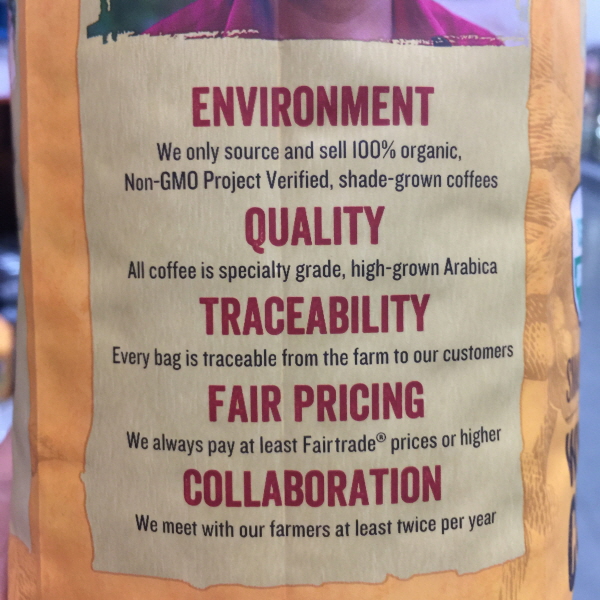 ENVIRONMENT
We only source and sell 100% organic,
Non-GMO Project Verified, shade-grown coffees
QUALITY
All coffee is specialty grade, high-grown Arabica
TRACEABILITY
Every bag is traceable from the farm to our customers
FAIR PRICING
We always pay at least Fairtrade® prices or higher
COLLABORATION
We meet with our farmers at least twice per year